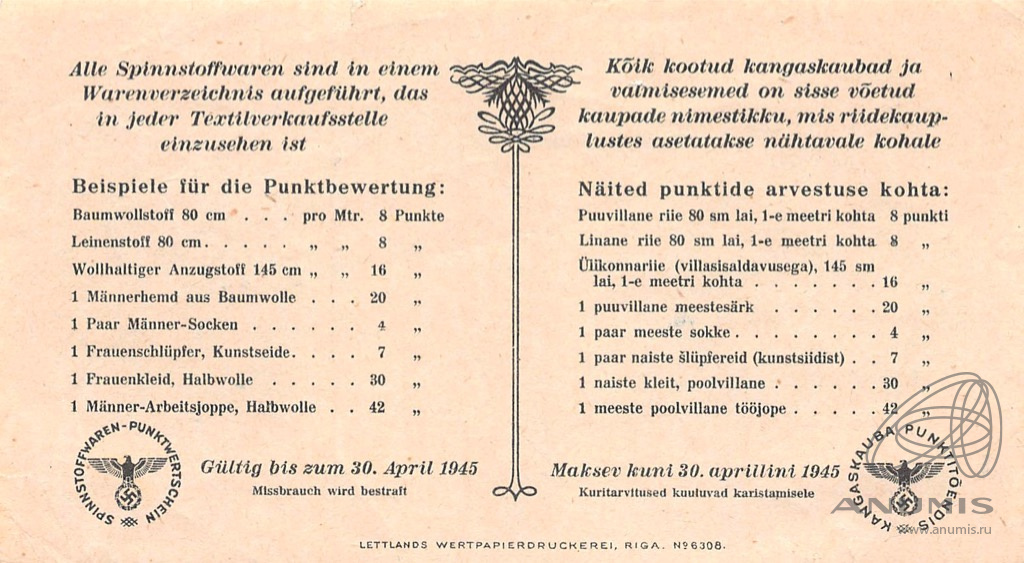 Alle Spinnstoffwaren sind in einem
Warenverzeichnis aufgeführt, das
in jeder Textilverkaufsstelle
einzusehen ist
Beispiele für die Punktbewertung:
Baumwollstoff 80 cm . . . pro Mtr. 8 Punkte
Leinenstoff 80 cm . . . . . „ „ 8 „
Wollhaltiger Anzugstoff 145 cm „ „ 16 „
1 Männerhemd aus Baumwolle . . . 20 „
1 Paar Männer-Socken . . . . . . 4 „
1 Frauenschlüpfer, Kunstseide. . . . 7 „
1 Frauenkleid, Halbwolle . . . . . 30 „
1 Männer-Arbeitsjoppe, Halbwolle . . 42 „
SPINNSTOFFWAREN-PUNKTWERTSCHEIN
Gültig bis zum 30. April 1945
Missbrauch wird bestraft
Kõik kootud kangaskaubad ja
valmisesemed on sisse võetud
kaupade nimestikku, mis riidekaup-
lustes asetatakse nähtavale kohale
Näited punktide arvestuse kohta:
Puuvillane riie 80 sm lai, 1-e meetri kohta 8 punkti
Linane riie 80 sm lai, 1-e meetri kohta 8 „
Ülikonnariie (villasisaldavusega), 145 sm
lai, 1-e meetri kohta . . . . . . . 16 „
1 puuvillane meestesärk . . . . . 20 „
1 paar meeste sokke . . . . . . . 4 „
1 paar naiste šlüpfereid (kunstsiidist) . . 7 „
1 naiste kleit, poolvillane . . . . . . 30 „
1 meeste poolvillane tööjope . . . . . 42 „
Maksev kuni 30. aprillini 1945
Kuritarvitused kuuluvad karistamisele
KANGASKAUBA PUNKTITÕENDIS
ANUMIS
www.anumis.ru
LETTLANDS WERTPAPIERDRUCKEREI, RIGA. № 6308.